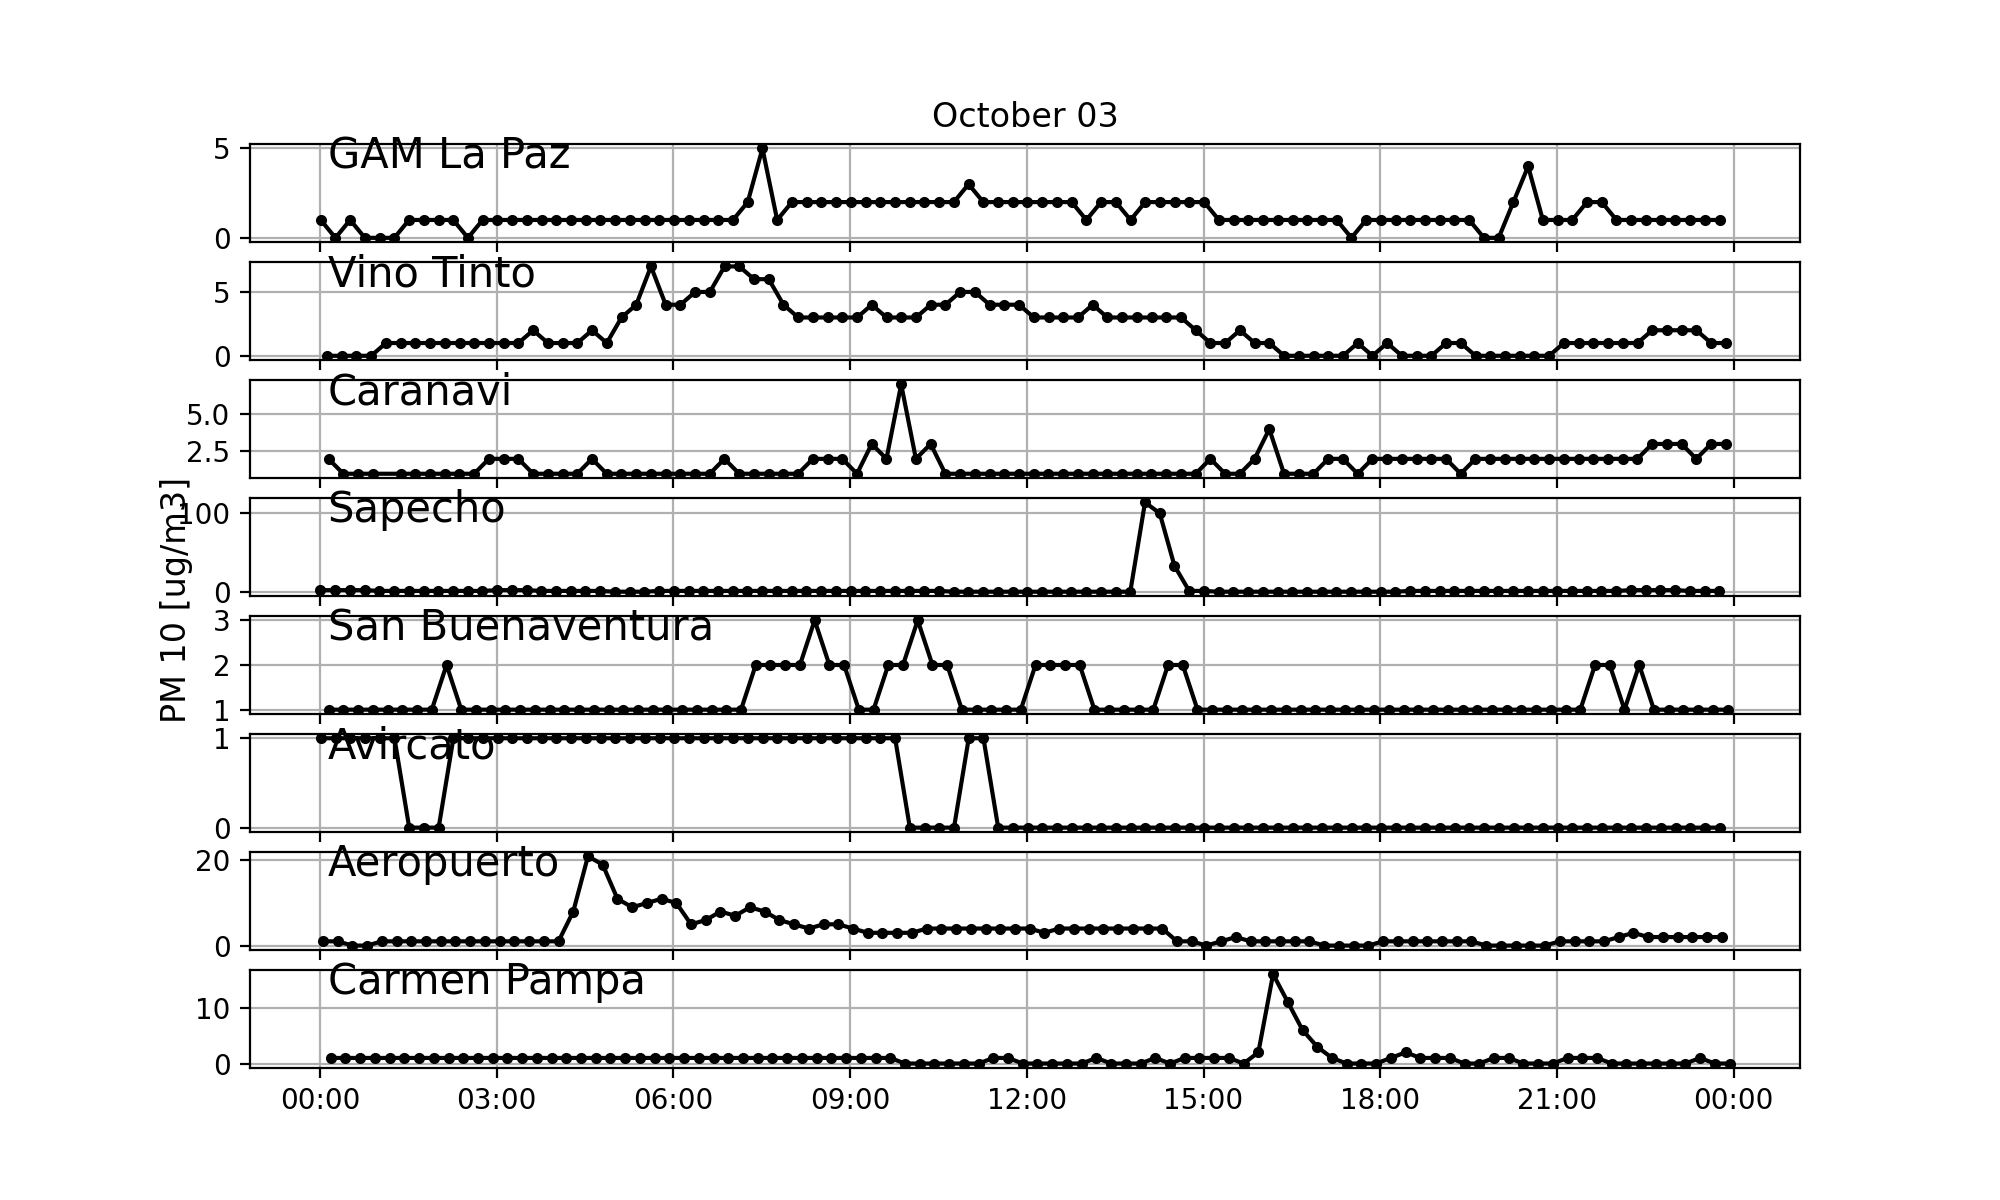 October 03
GAM La Paz
5
0
Vino Tinto
5
0
Caranavi
5.0
2.5
PM 10 [ug/m3]
Sapecho
100
0
San Buenaventura
3
2
1
Avircato
1
0
Aeropuerto
20
0
Carmen Pampa
10
0
00:00 03:00 06:00 09:00 12:00 15:00 18:00 21:00 00:00